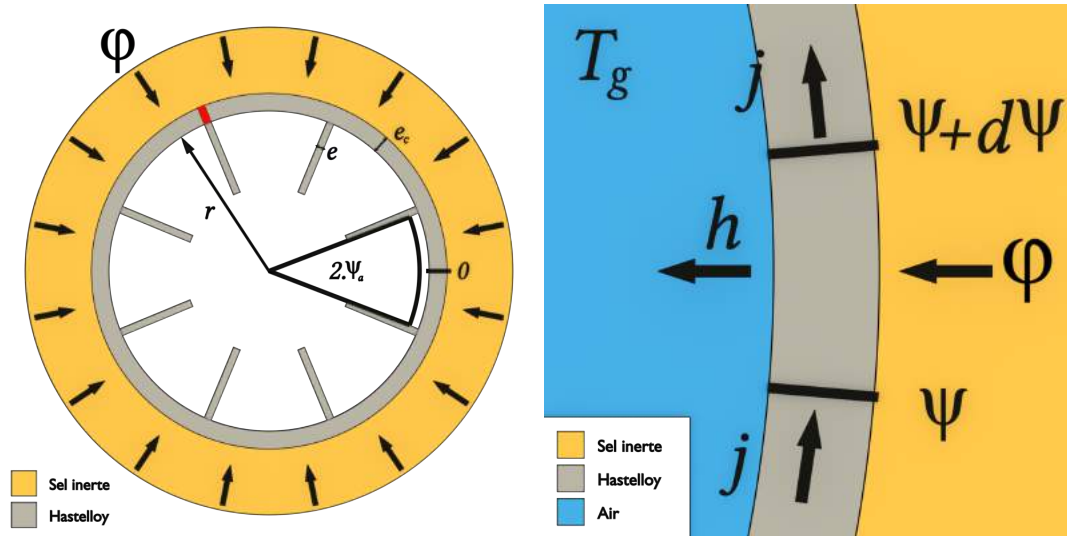 φ
e
e_c
r
2.Ψ_a
0
Sel inerte
Hastelloy
T_g
j
Ψ+dΨ
h
φ
Ψ
j
Sel inerte
Hastelloy
Air